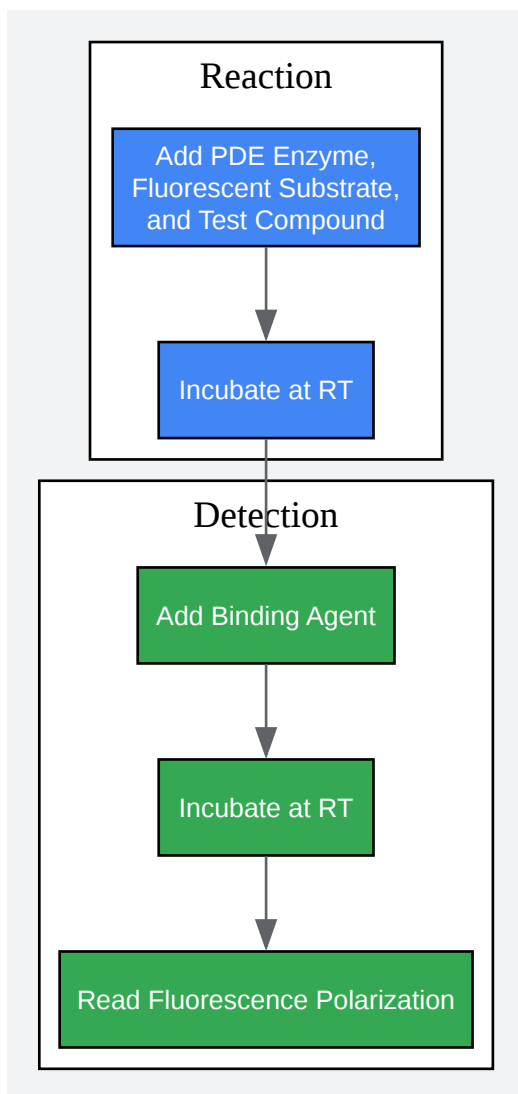 Reaction
Add PDE Enzyme,
Fluorescent Substrate,
and Test Compound
Incubate at RT
Detection
Add Binding Agent
Incubate at RT
Read Fluorescence Polarization